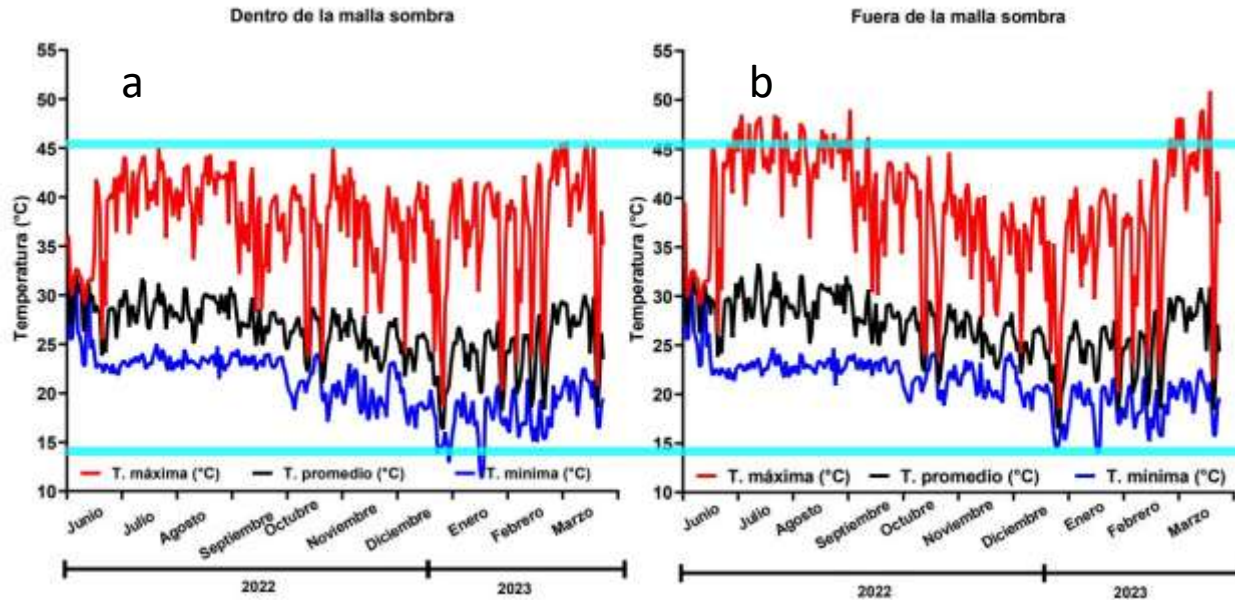 Dentro de la malla sombra
a
Temperatura (°C)
55
50
45
40
35
30
25
20
15
10
T. máxima (°C) T. promedio (°C) T. minima (°C)
Junio Julio Agosto Septiembre Octubre Noviembre Diciembre Enero Febrero Marzo
2022 2023
Fuera de la malla sombra
b
Temperatura (°C)
55
50
45
40
35
30
25
20
15
10
T. máxima (°C) T. promedio (°C) T. mínima (°C)
Junio Julio Agosto Septiembre Octubre Noviembre Diciembre Enero Febrero Marzo
2022 2023